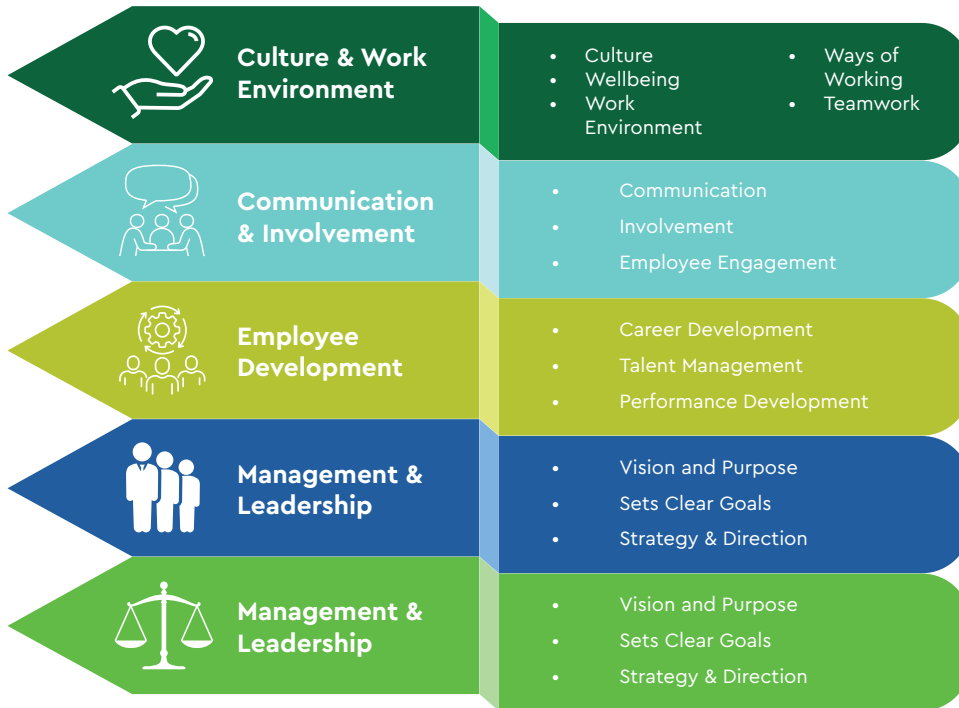 Culture & Work
Environment
• Culture
• Wellbeing
• Work
Environment
• Ways of
Working
• Teamwork
Communication
& Involvement
• Communication
• Involvement
• Employee Engagement
Employee
Development
• Career Development
• Talent Management
• Performance Development
Management &
Leadership
• Vision and Purpose
• Sets Clear Goals
• Strategy & Direction
Management &
Leadership
• Vision and Purpose
• Sets Clear Goals
• Strategy & Direction